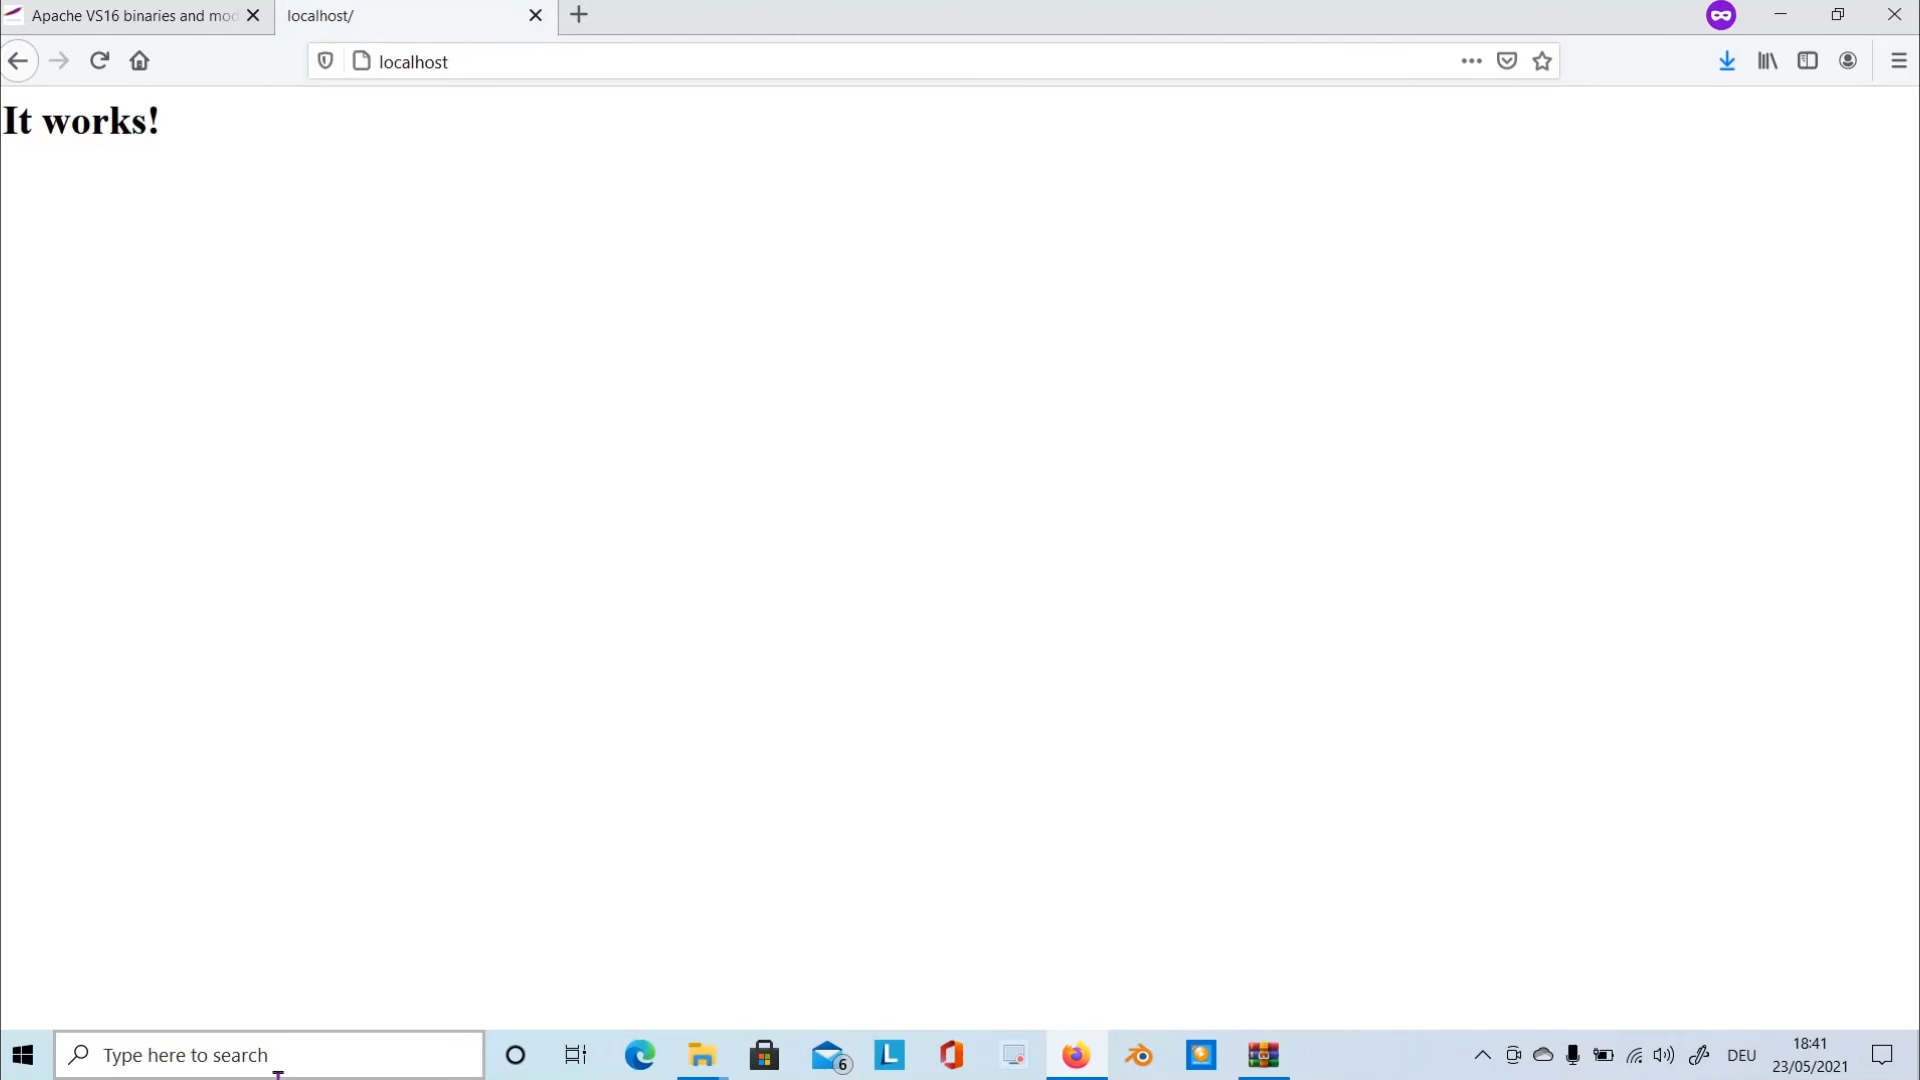 Apache VS16 binaries and mod
localhost/
localhost
It works!
Type here to search
6
L
DEU
18:41
23/05/2021